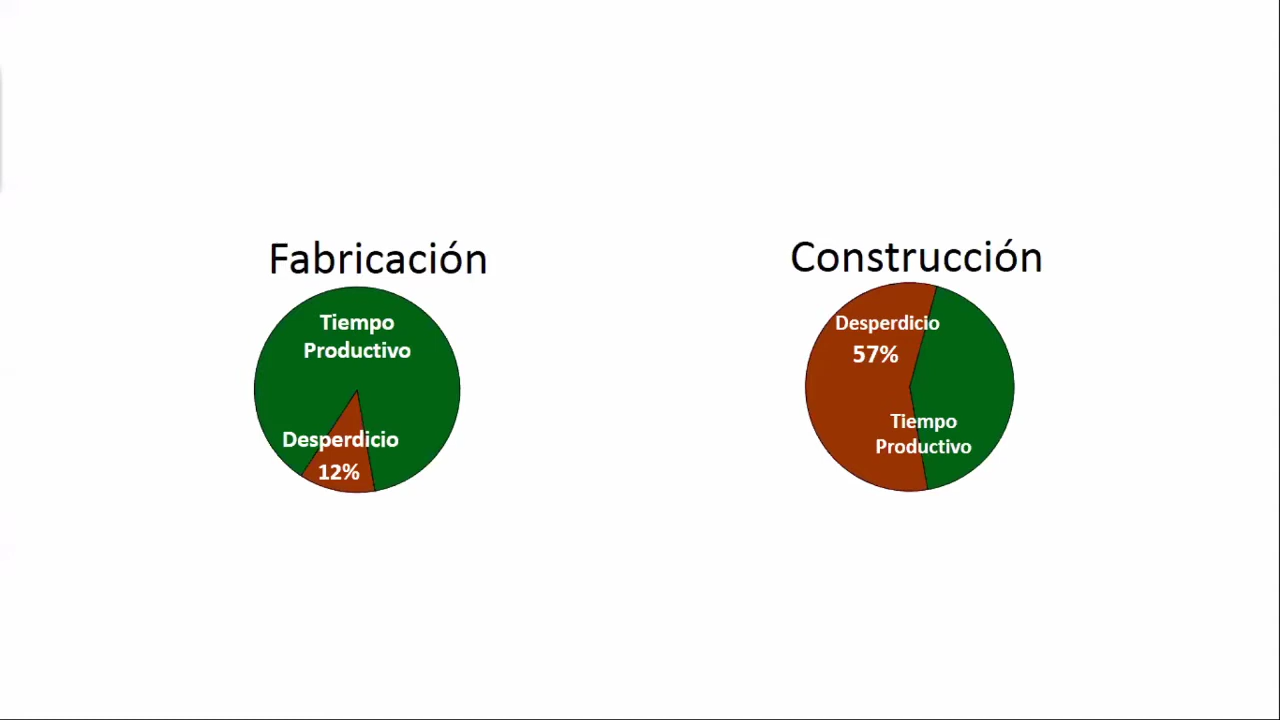 Fabricación
Tiempo
Productivo
Desperdicio
12%
Construcción
Desperdicio
57%
Tiempo
Productivo